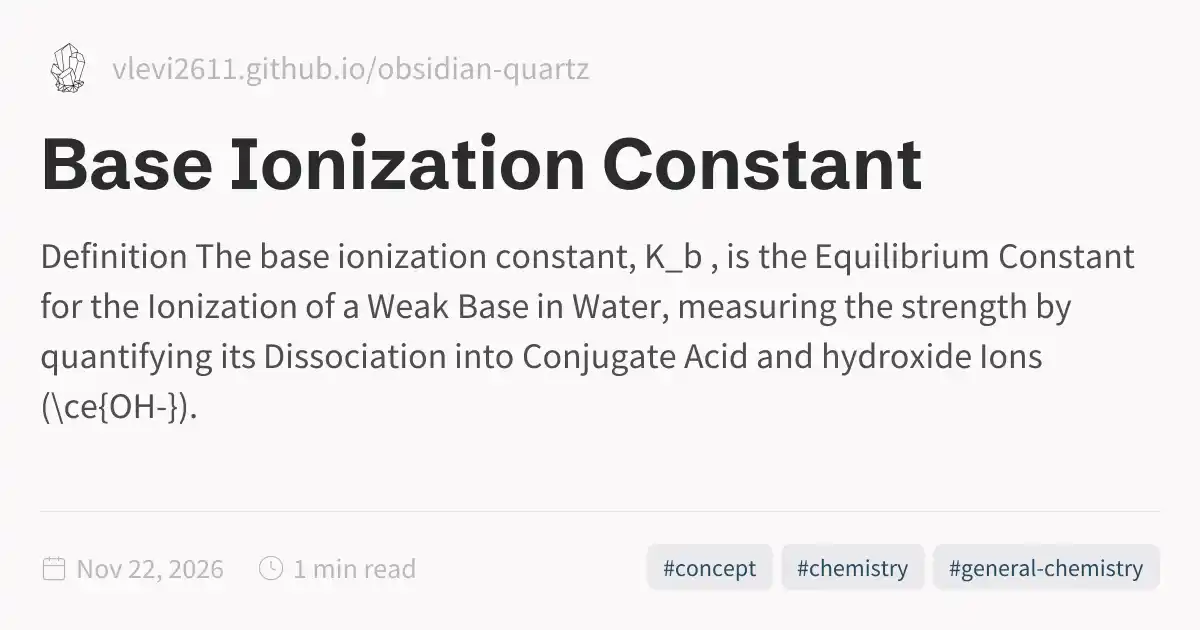 vlevi2611.github.io/obsidian-quartz
Base Ionization Constant
Definition The base ionization constant, K_b , is the Equilibrium Constant
for the Ionization of a Weak Base in Water, measuring the strength by
quantifying its Dissociation into Conjugate Acid and hydroxide Ions
(\ce{OH-}).
Nov 22, 2026 1 min read #concept #chemistry #general-chemistry